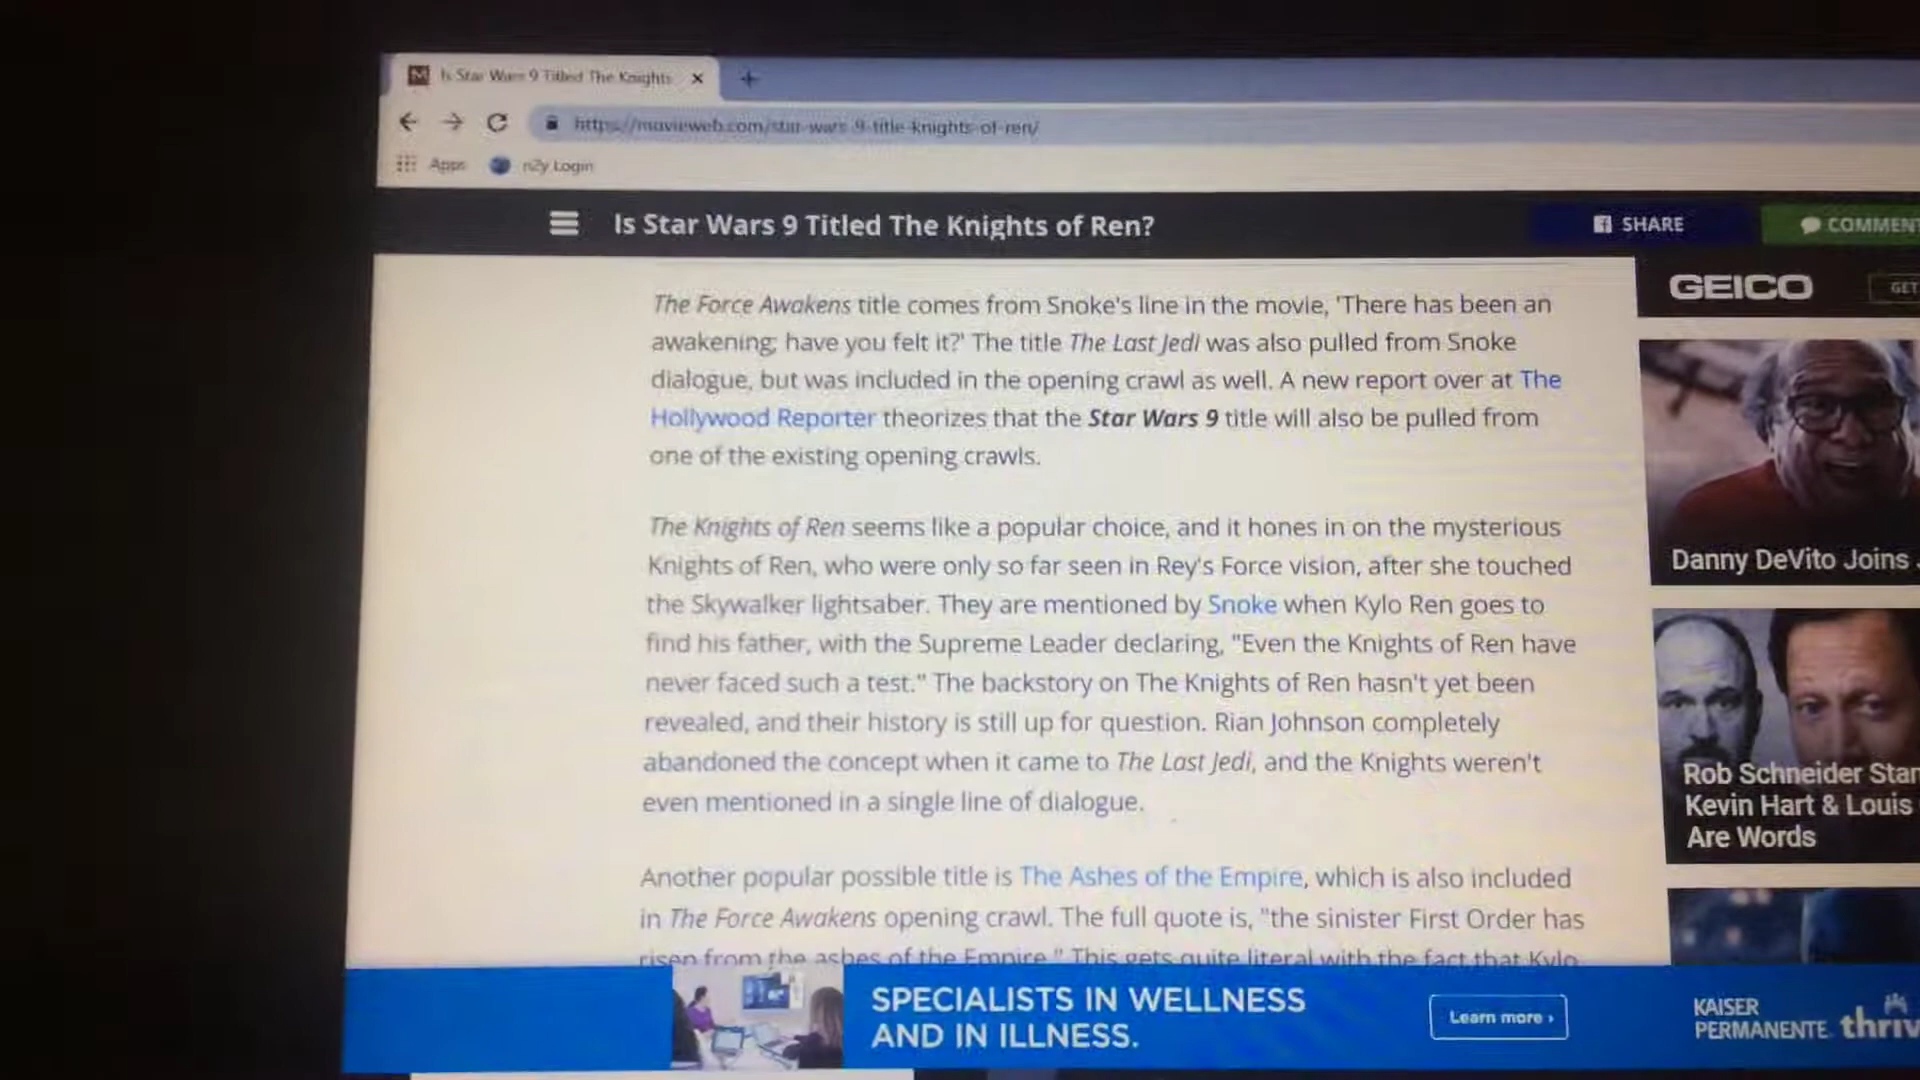 Is Star Wars 9 Titled The Knights
https://movieweb.com/star-wars-9-title-knights-of-ren/
Apps n2y Login
Is Star Wars 9 Titled The Knights of Ren?
SHARE
COMMENT
The Force Awakens title comes from Snoke's line in the movie, 'There has been an
awakening; have you felt it?' The title The Last Jedi was also pulled from Snoke
dialogue, but was included in the opening crawl as well. A new report over at The
Hollywood Reporter theorizes that the Star Wars 9 title will also be pulled from
one of the existing opening crawls.
The Knights of Ren seems like a popular choice, and it hones in on the mysterious
Knights of Ren, who were only so far seen in Rey's Force vision, after she touched
the Skywalker lightsaber. They are mentioned by Snoke when Kylo Ren goes to
find his father, with the Supreme Leader declaring, "Even the Knights of Ren have
never faced such a test." The backstory on The Knights of Ren hasn't yet been
revealed, and their history is still up for question. Rian Johnson completely
abandoned the concept when it came to The Last Jedi, and the Knights weren't
even mentioned in a single line of dialogue.
Another popular possible title is The Ashes of the Empire, which is also included
in The Force Awakens opening crawl. The full quote is, "the sinister First Order has
risen from the ashes of the Empire." This gets quite literal with the fact that Kylo
GEICO
GET
Danny DeVito Joins
Rob Schneider Star
Kevin Hart & Louis
Are Words
SPECIALISTS IN WELLNESS
AND IN ILLNESS.
Learn more ›
KAISER
PERMANENTE. thriv